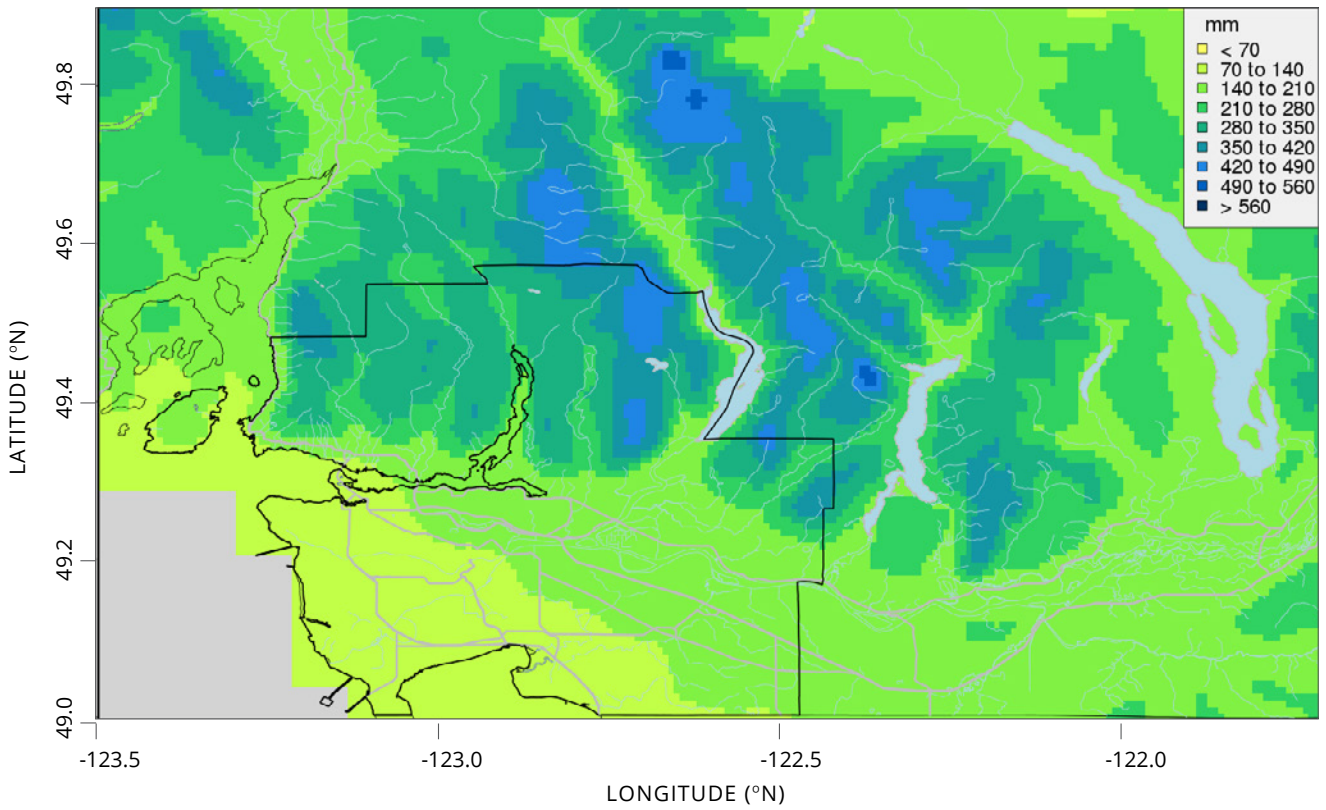 mm
< 70
70 to 140
140 to 210
210 to 280
280 to 350
350 to 420
420 to 490
490 to 560
> 560
LATITUDE (ºN)
49.8
49.6
49.4
49.2
49.0
-123.5
-123.0
-122.5
-122.0
LONGITUDE (ºN)